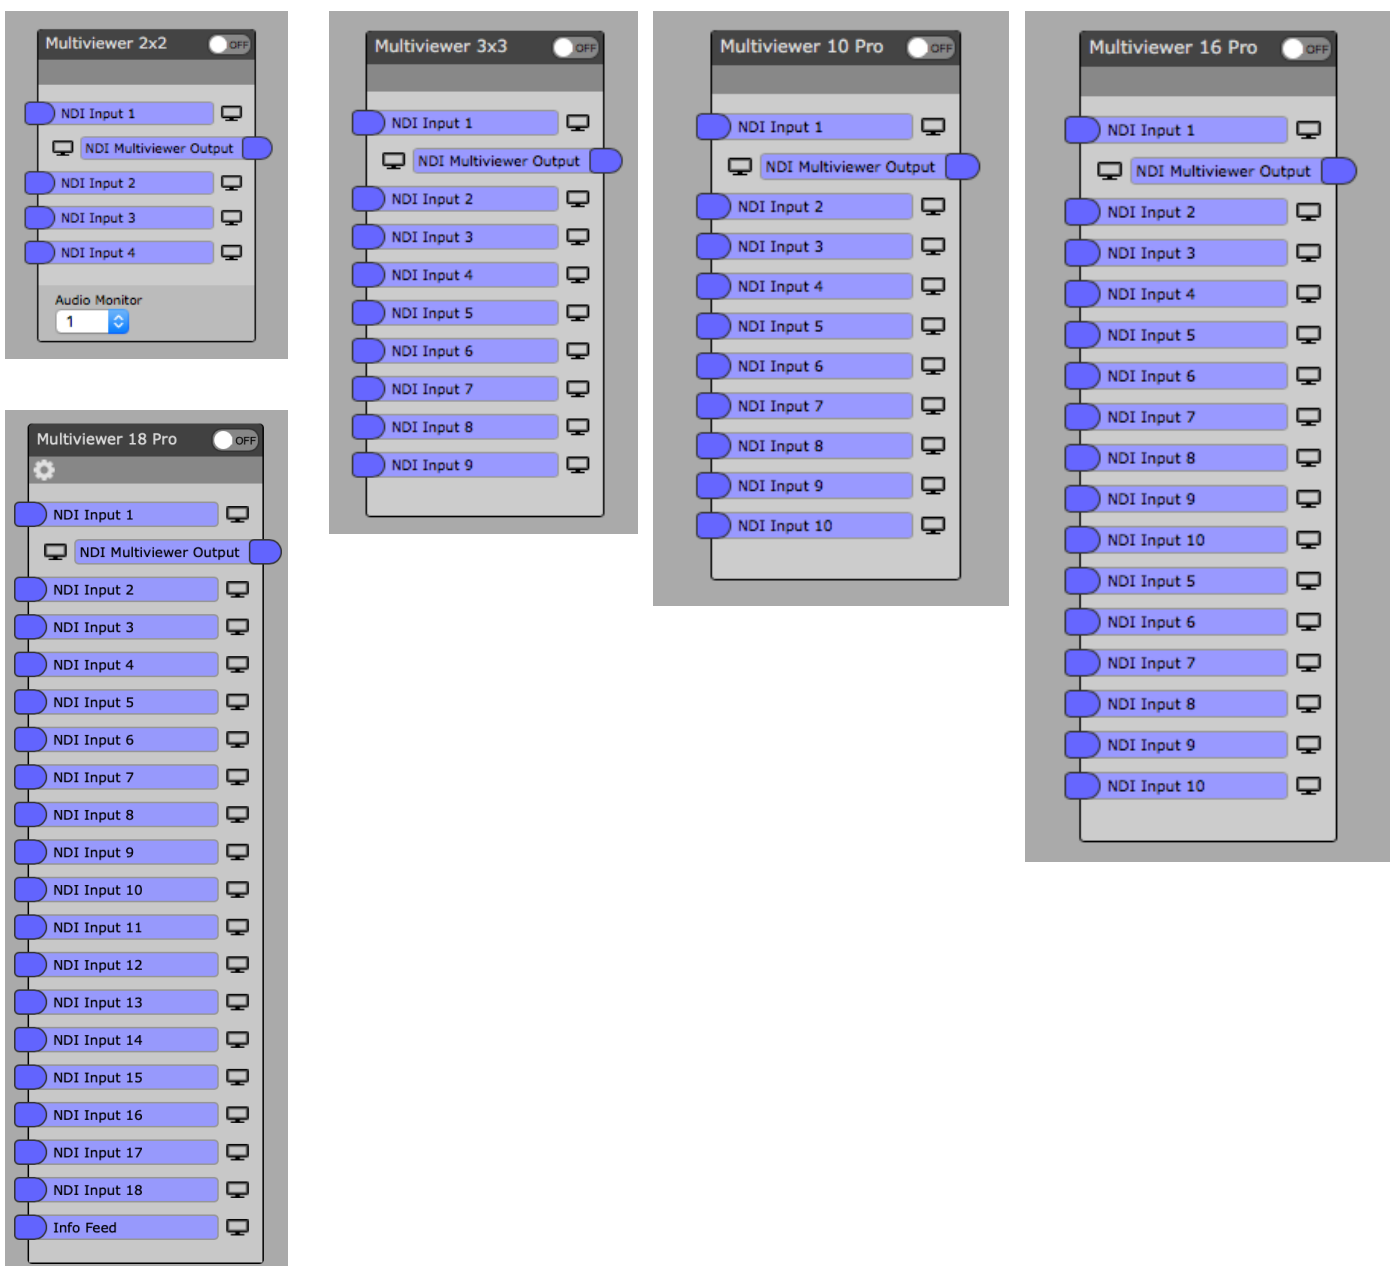 Multiviewer 2x2
OFF
NDI Input 1
NDI Multiviewer Output
NDI Input 2
NDI Input 3
NDI Input 4
Audio Monitor
1
Multiviewer 3x3
OFF
NDI Input 1
NDI Multiviewer Output
NDI Input 2
NDI Input 3
NDI Input 4
NDI Input 5
NDI Input 6
NDI Input 7
NDI Input 8
NDI Input 9
Multiviewer 10 Pro
OFF
NDI Input 1
NDI Multiviewer Output
NDI Input 2
NDI Input 3
NDI Input 4
NDI Input 5
NDI Input 6
NDI Input 7
NDI Input 8
NDI Input 9
NDI Input 10
Multiviewer 16 Pro
OFF
NDI Input 1
NDI Multiviewer Output
NDI Input 2
NDI Input 3
NDI Input 4
NDI Input 5
NDI Input 6
NDI Input 7
NDI Input 8
NDI Input 9
NDI Input 10
NDI Input 5
NDI Input 6
NDI Input 7
NDI Input 8
NDI Input 9
NDI Input 10
Multiviewer 18 Pro
OFF
NDI Input 1
NDI Multiviewer Output
NDI Input 2
NDI Input 3
NDI Input 4
NDI Input 5
NDI Input 6
NDI Input 7
NDI Input 8
NDI Input 9
NDI Input 10
NDI Input 11
NDI Input 12
NDI Input 13
NDI Input 14
NDI Input 15
NDI Input 16
NDI Input 17
NDI Input 18
Info Feed